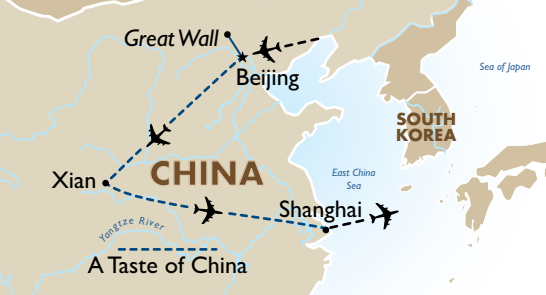 Great Wall
Beijing
Sea of Japan
SOUTH
KOREA
Xian
CHINA
East China
Sea
Shanghai
Yangtze River
A Taste of China